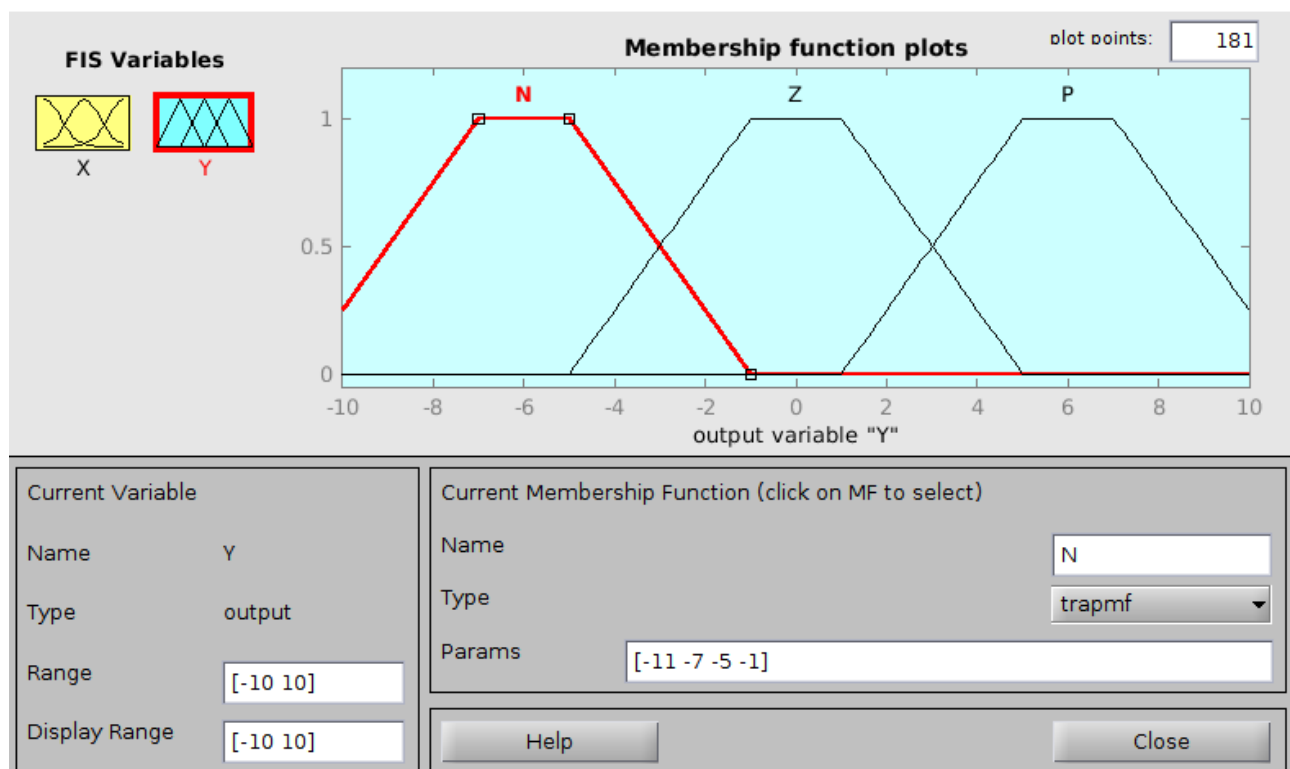 FIS Variables
X
Y
Membership function plots
plot points:
181
N
Z
P
1
0.5
0
-10 -8 -6 -4 -2 0 2 4 6 8 10
output variable "Y"
Current Variable
Name Y
Type output
Range [-10 10]
Display Range [-10 10]
Current Membership Function (click on MF to select)
Name N
Type trapmf
Params [-11 -7 -5 -1]
Help
Close